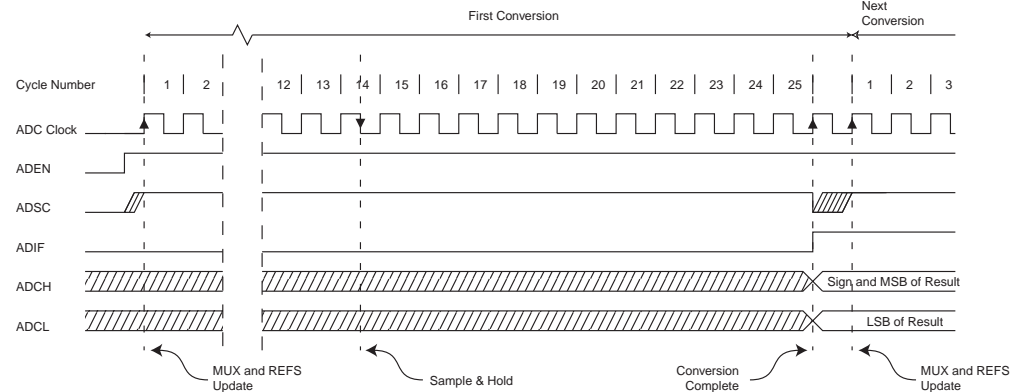 First Conversion
Next
Conversion
Cycle Number 1 2 12 13 14 15 16 17 18 19 20 21 22 23 24 25 1 2 3
ADC Clock
ADEN
ADSC
ADIF
ADCH
Sign and MSB of Result
ADCL
LSB of Result
MUX and REFS
Update
Sample & Hold
Conversion
Complete
MUX and REFS
Update